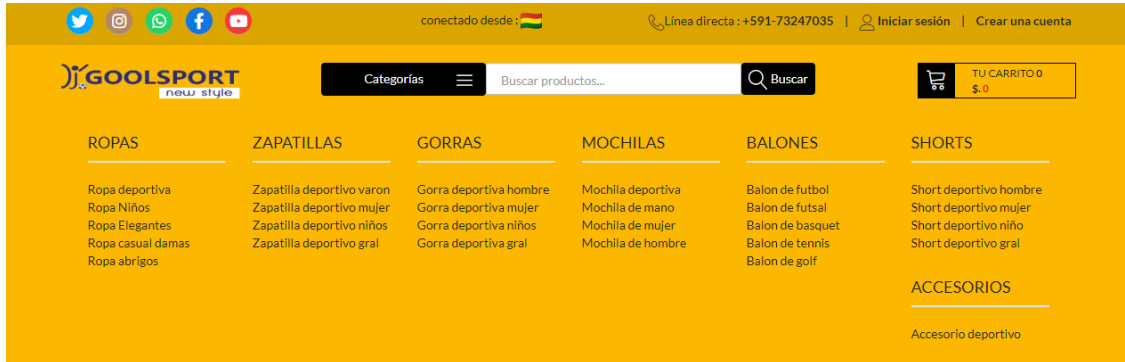 conectado desde :
Línea directa : +591-73247035 | Iniciar sesión | Crear una cuenta
GOOLSPORT
new style
Categorías
Buscar productos...
Buscar
TU CARRITO 0
$. 0
ROPAS
Ropa deportiva
Ropa Niños
Ropa Elegantes
Ropa casual damas
Ropa abrigos
ZAPATILLAS
Zapatilla deportivo varon
Zapatilla deportivo mujer
Zapatilla deportivo niños
Zapatilla deportivo gral
GORRAS
Gorra deportiva hombre
Gorra deportiva mujer
Gorra deportiva niños
Gorra deportiva gral
MOCHILAS
Mochila deportiva
Mochila de mano
Mochila de mujer
Mochila de hombre
BALONES
Balon de futbol
Balon de futsal
Balon de basquet
Balon de tennis
Balon de golf
SHORTS
Short deportivo hombre
Short deportivo mujer
Short deportivo niño
Short deportivo gral
ACCESORIOS
Accesorio deportivo